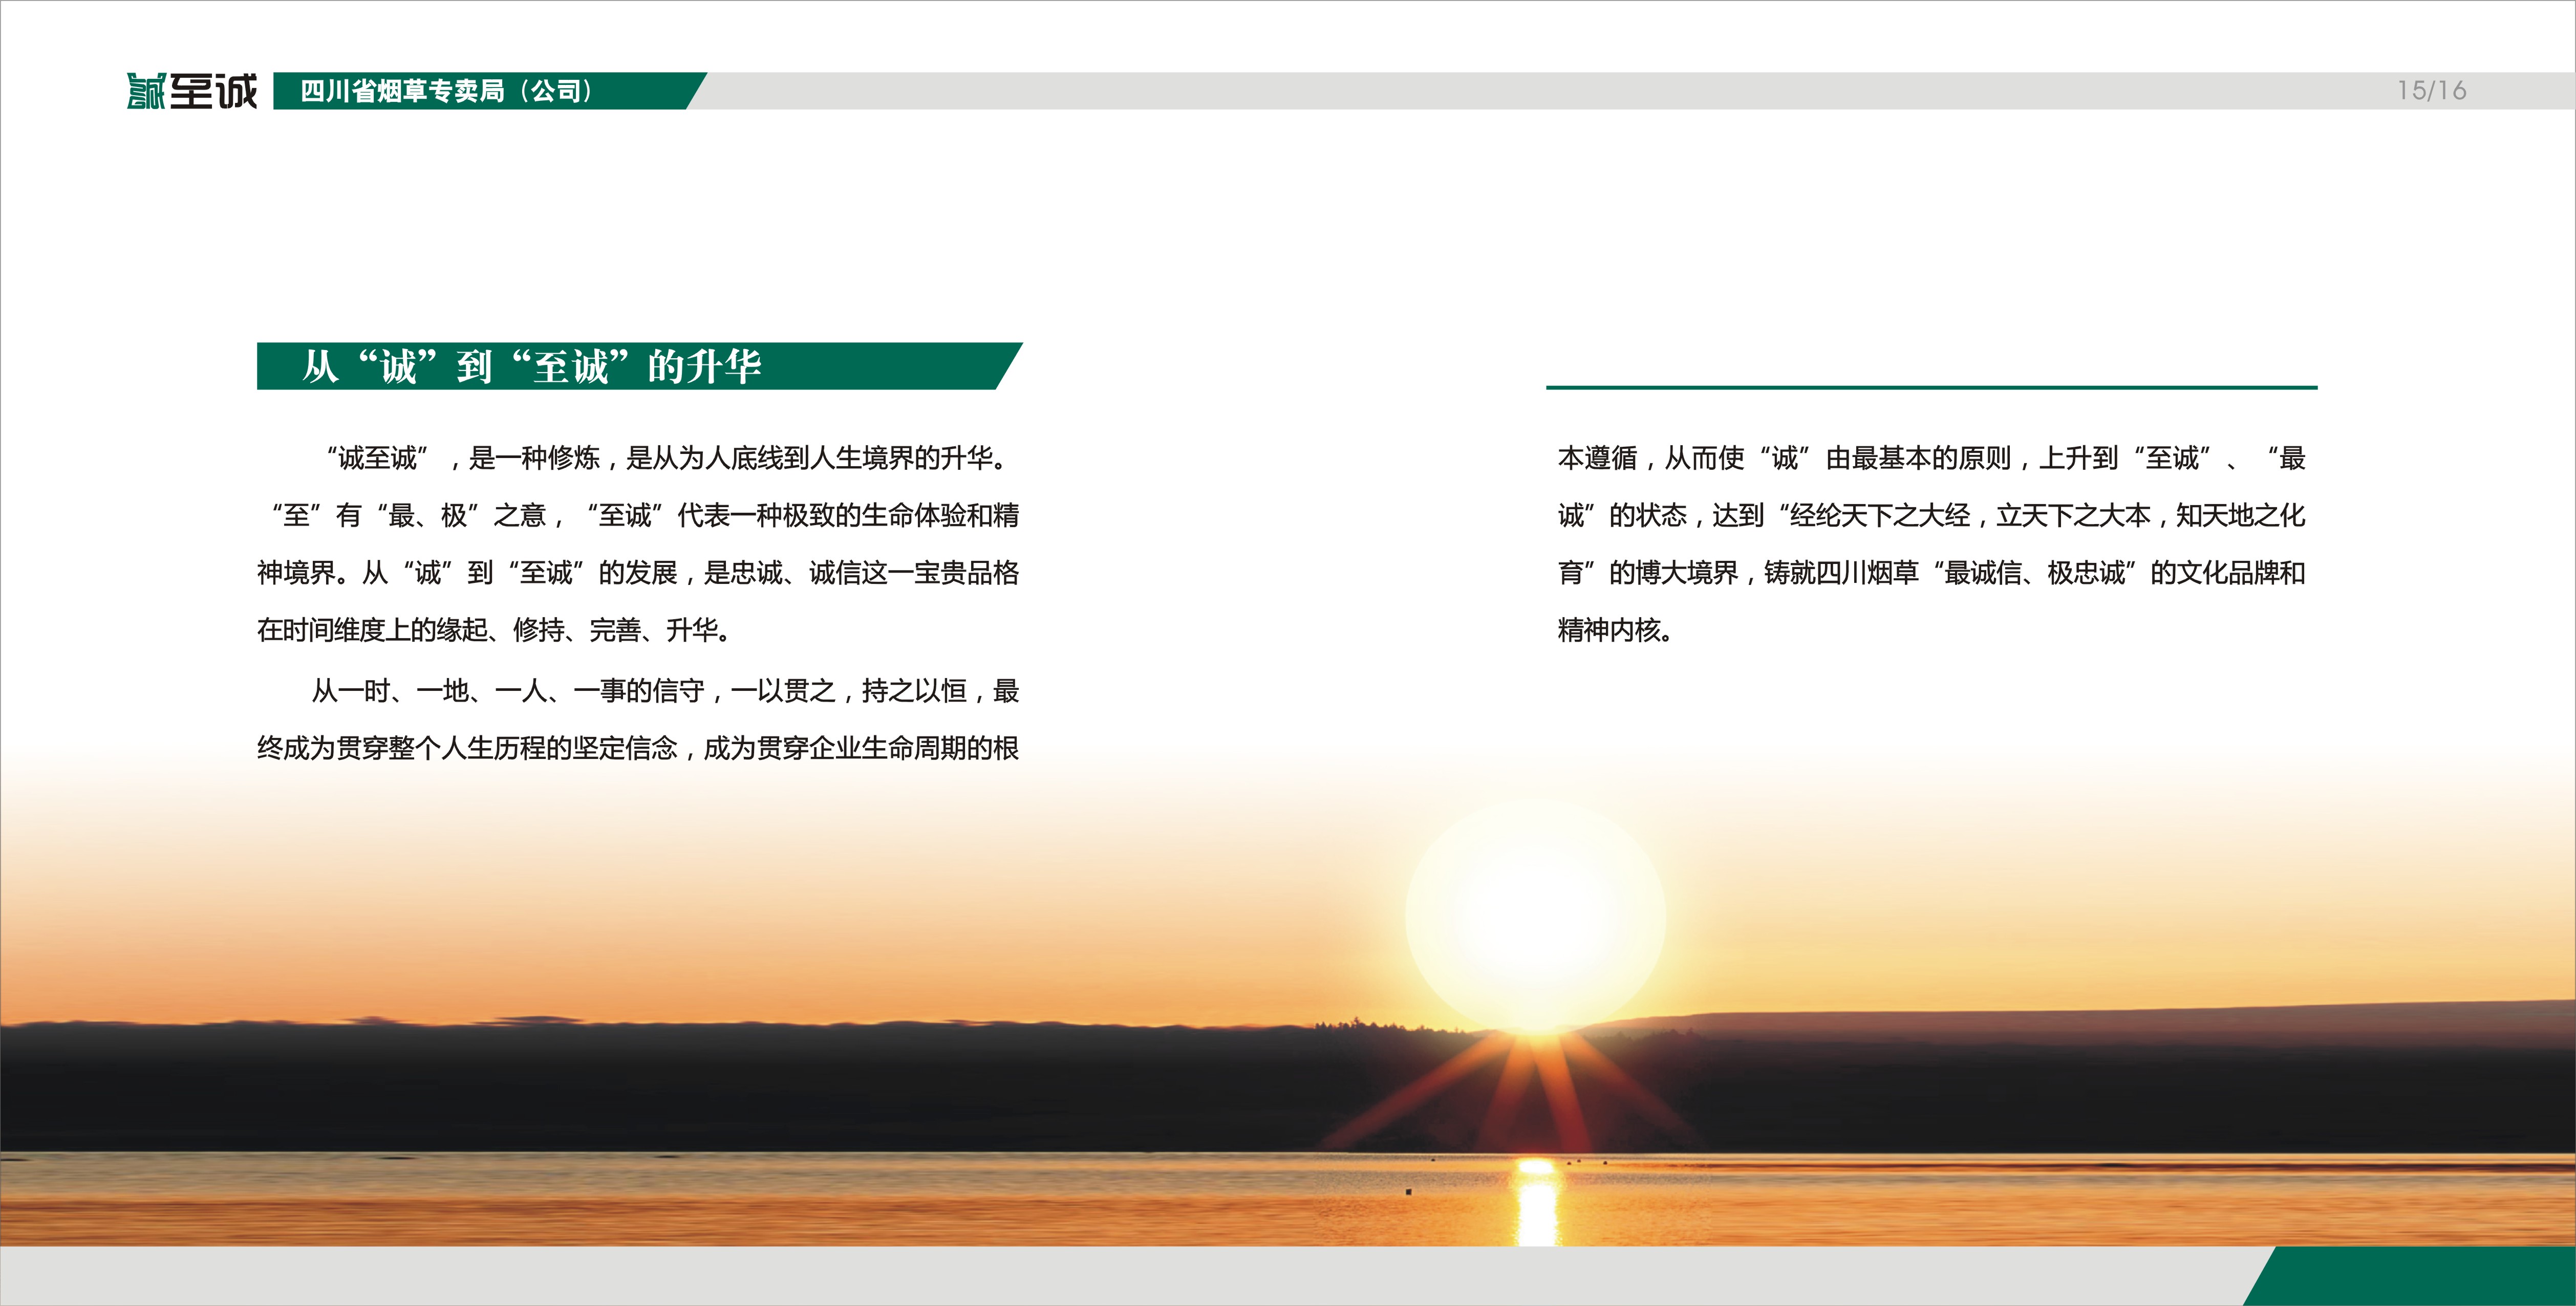 誠至诚
四川省烟草专卖局（公司）
15/16
从“诚”到“至诚”的升华
“诚至诚”，是一种修炼，是从为人底线到人生境界的升华。
“至”有“最、极”之意，“至诚”代表一种极致的生命体验和精
神境界。从“诚”到“至诚”的发展，是忠诚、诚信这一宝贵品格
在时间维度上的缘起、修持、完善、升华。
从一时、一地、一人、一事的信守，一以贯之，持之以恒，最
终成为贯穿整个人生历程的坚定信念，成为贯穿企业生命周期的根
本遵循，从而使“诚”由最基本的原则，上升到“至诚”、“最
诚”的状态，达到“经纶天下之大经，立天下之大本，知天地之化
育”的博大境界，铸就四川烟草“最诚信、极忠诚”的文化品牌和
精神内核。